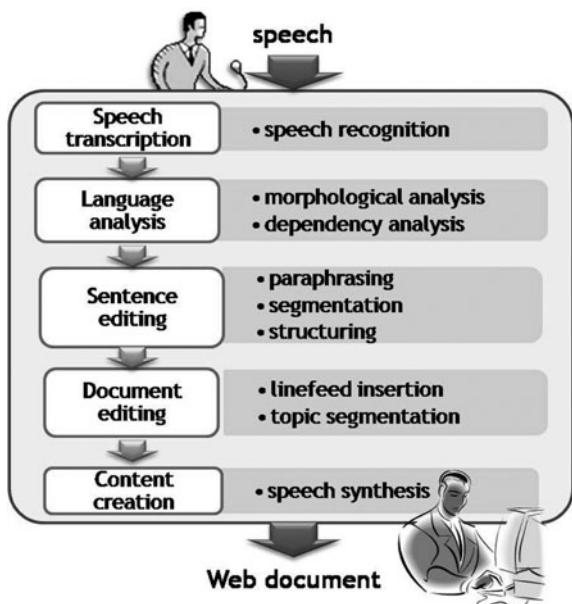 speech
Speech
transcription
• speech recognition
Language
analysis
• morphological analysis
• dependency analysis
Sentence
editing
• paraphrasing
• segmentation
• structuring
Document
editing
• linefeed insertion
• topic segmentation
Content
creation
• speech synthesis
Web document